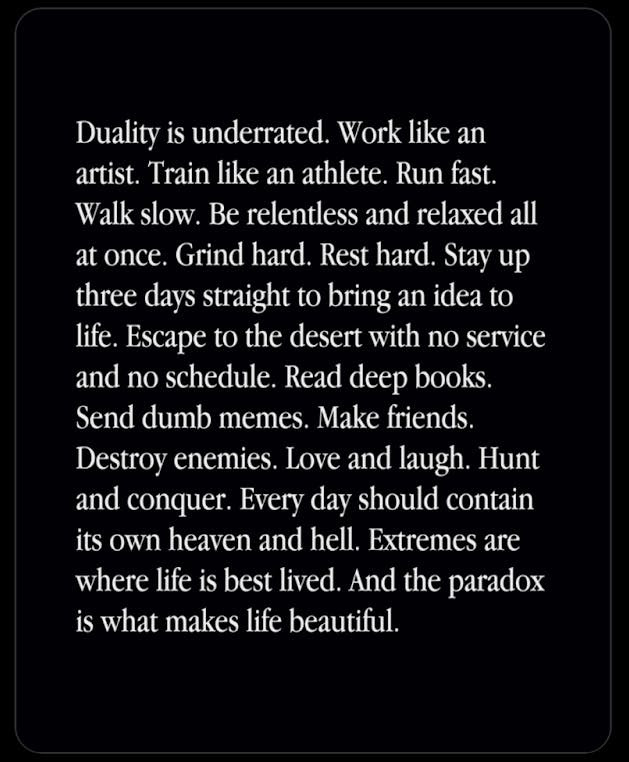 Duality is underrated. Work like an
artist. Train like an athlete. Run fast.
Walk slow. Be relentless and relaxed all
at once. Grind hard. Rest hard. Stay up
three days straight to bring an idea to
life. Escape to the desert with no service
and no schedule. Read deep books.
Send dumb memes. Make friends.
Destroy enemies. Love and laugh. Hunt
and conquer. Every day should contain
its own heaven and hell. Extremes are
where life is best lived. And the paradox
is what makes life beautiful.